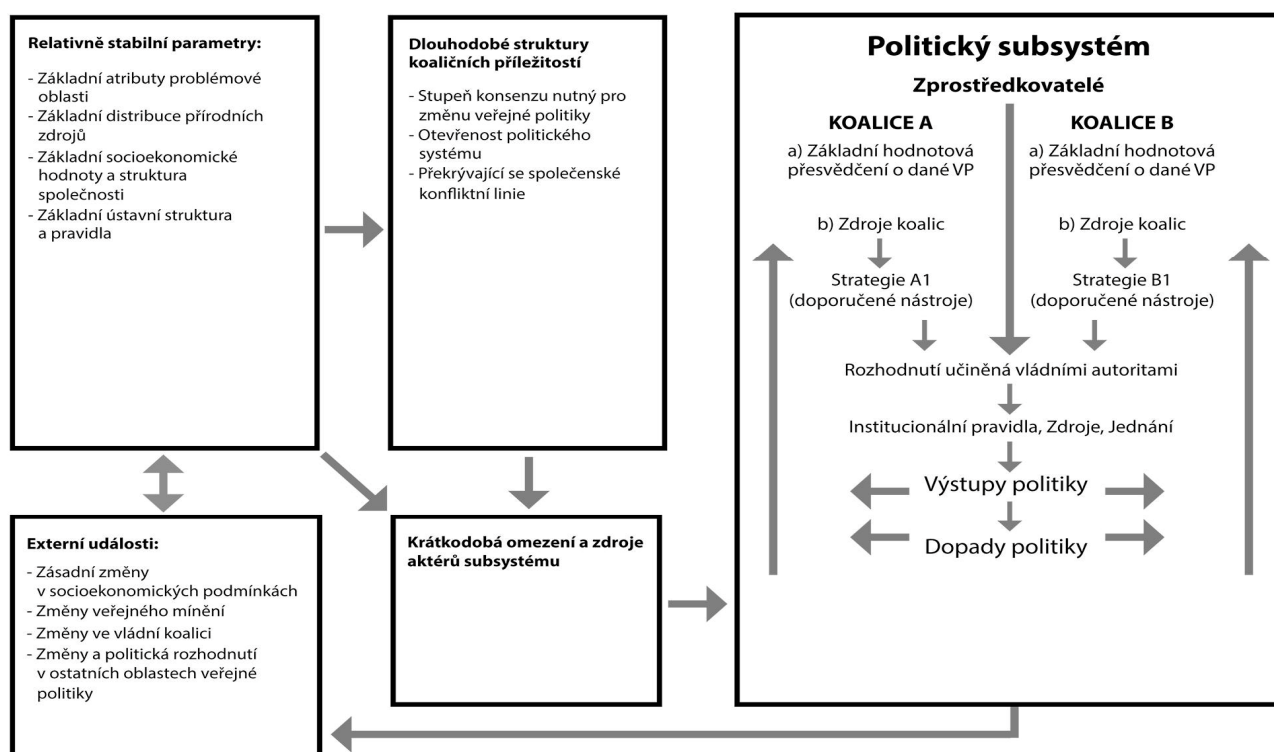 Relativně stabilní parametry:
- Základní atributy problémové
oblasti
- Základní distribuce přírodních
zdrojů
- Základní socioekonomické
hodnoty a struktura
společnosti
- Základní ústavní struktura
a pravidla
Dlouhodobé struktury
koaličních příležitostí
- Stupeň konsenzu nutný pro
změnu veřejné politiky
- Otevřenost politického
systému
- Překrývající se společenské
konfliktní linie
Externí události:
- Zásadní změny
v socioekonomických podmínkách
- Změny veřejného mínění
- Změny ve vládní koalici
- Změny a politická rozhodnutí
v ostatních oblastech veřejné
politiky
Krátkodobá omezení a zdroje
aktérů subsystému
Politický subsystém
Zprostředkovatelé
KOALICE A
a) Základní hodnotová
přesvědčení o dané VP
b) Zdroje koalic
Strategie A1
(doporučené nástroje)
KOALICE B
a) Základní hodnotová
přesvědčení o dané VP
b) Zdroje koalic
Strategie B1
(doporučené nástroje)
Rozhodnutí učiněná vládními autoritami
Institucionální pravidla, Zdroje, Jednání
Výstupy politiky
Dopady politiky